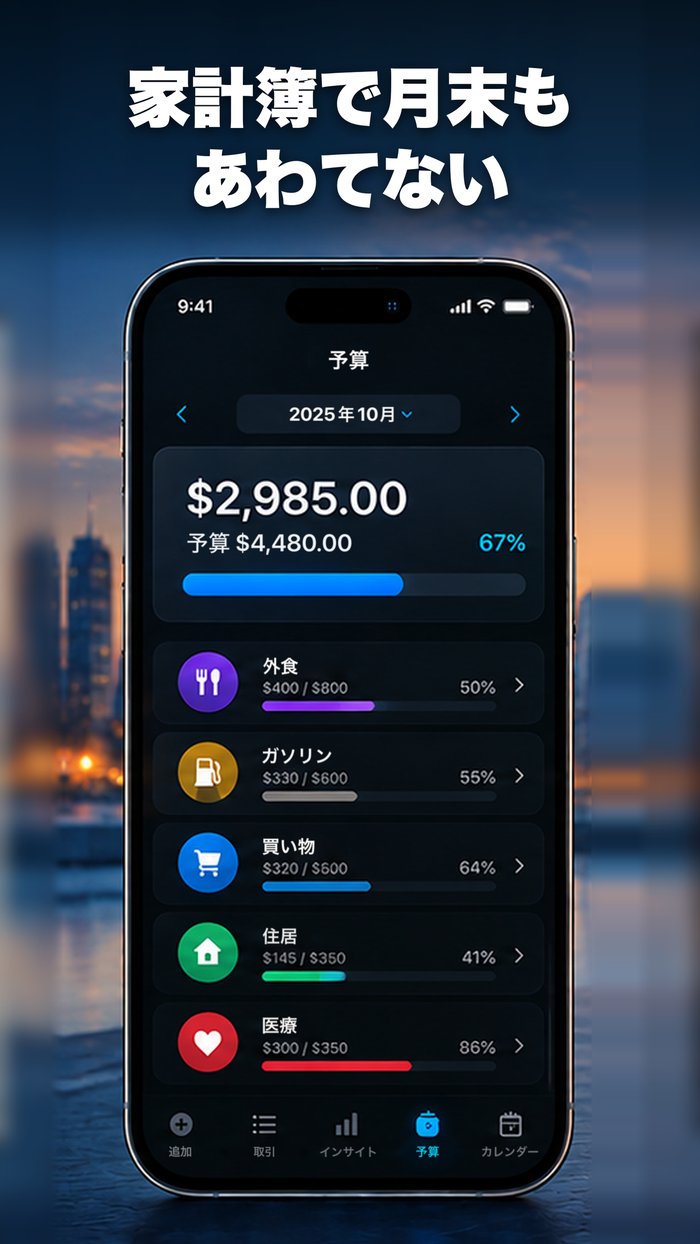 家計簿で月末も
あわてない
9:41
予算
2025年10月
$2,985.00
予算 $4,480.00
67%
外食
$400 / $800
50%
ガソリン
$330 / $600
55%
買い物
$320 / $600
64%
住居
$145 / $350
41%
医療
$300 / $350
86%
追加
取引
インサイト
予算
カレンダー